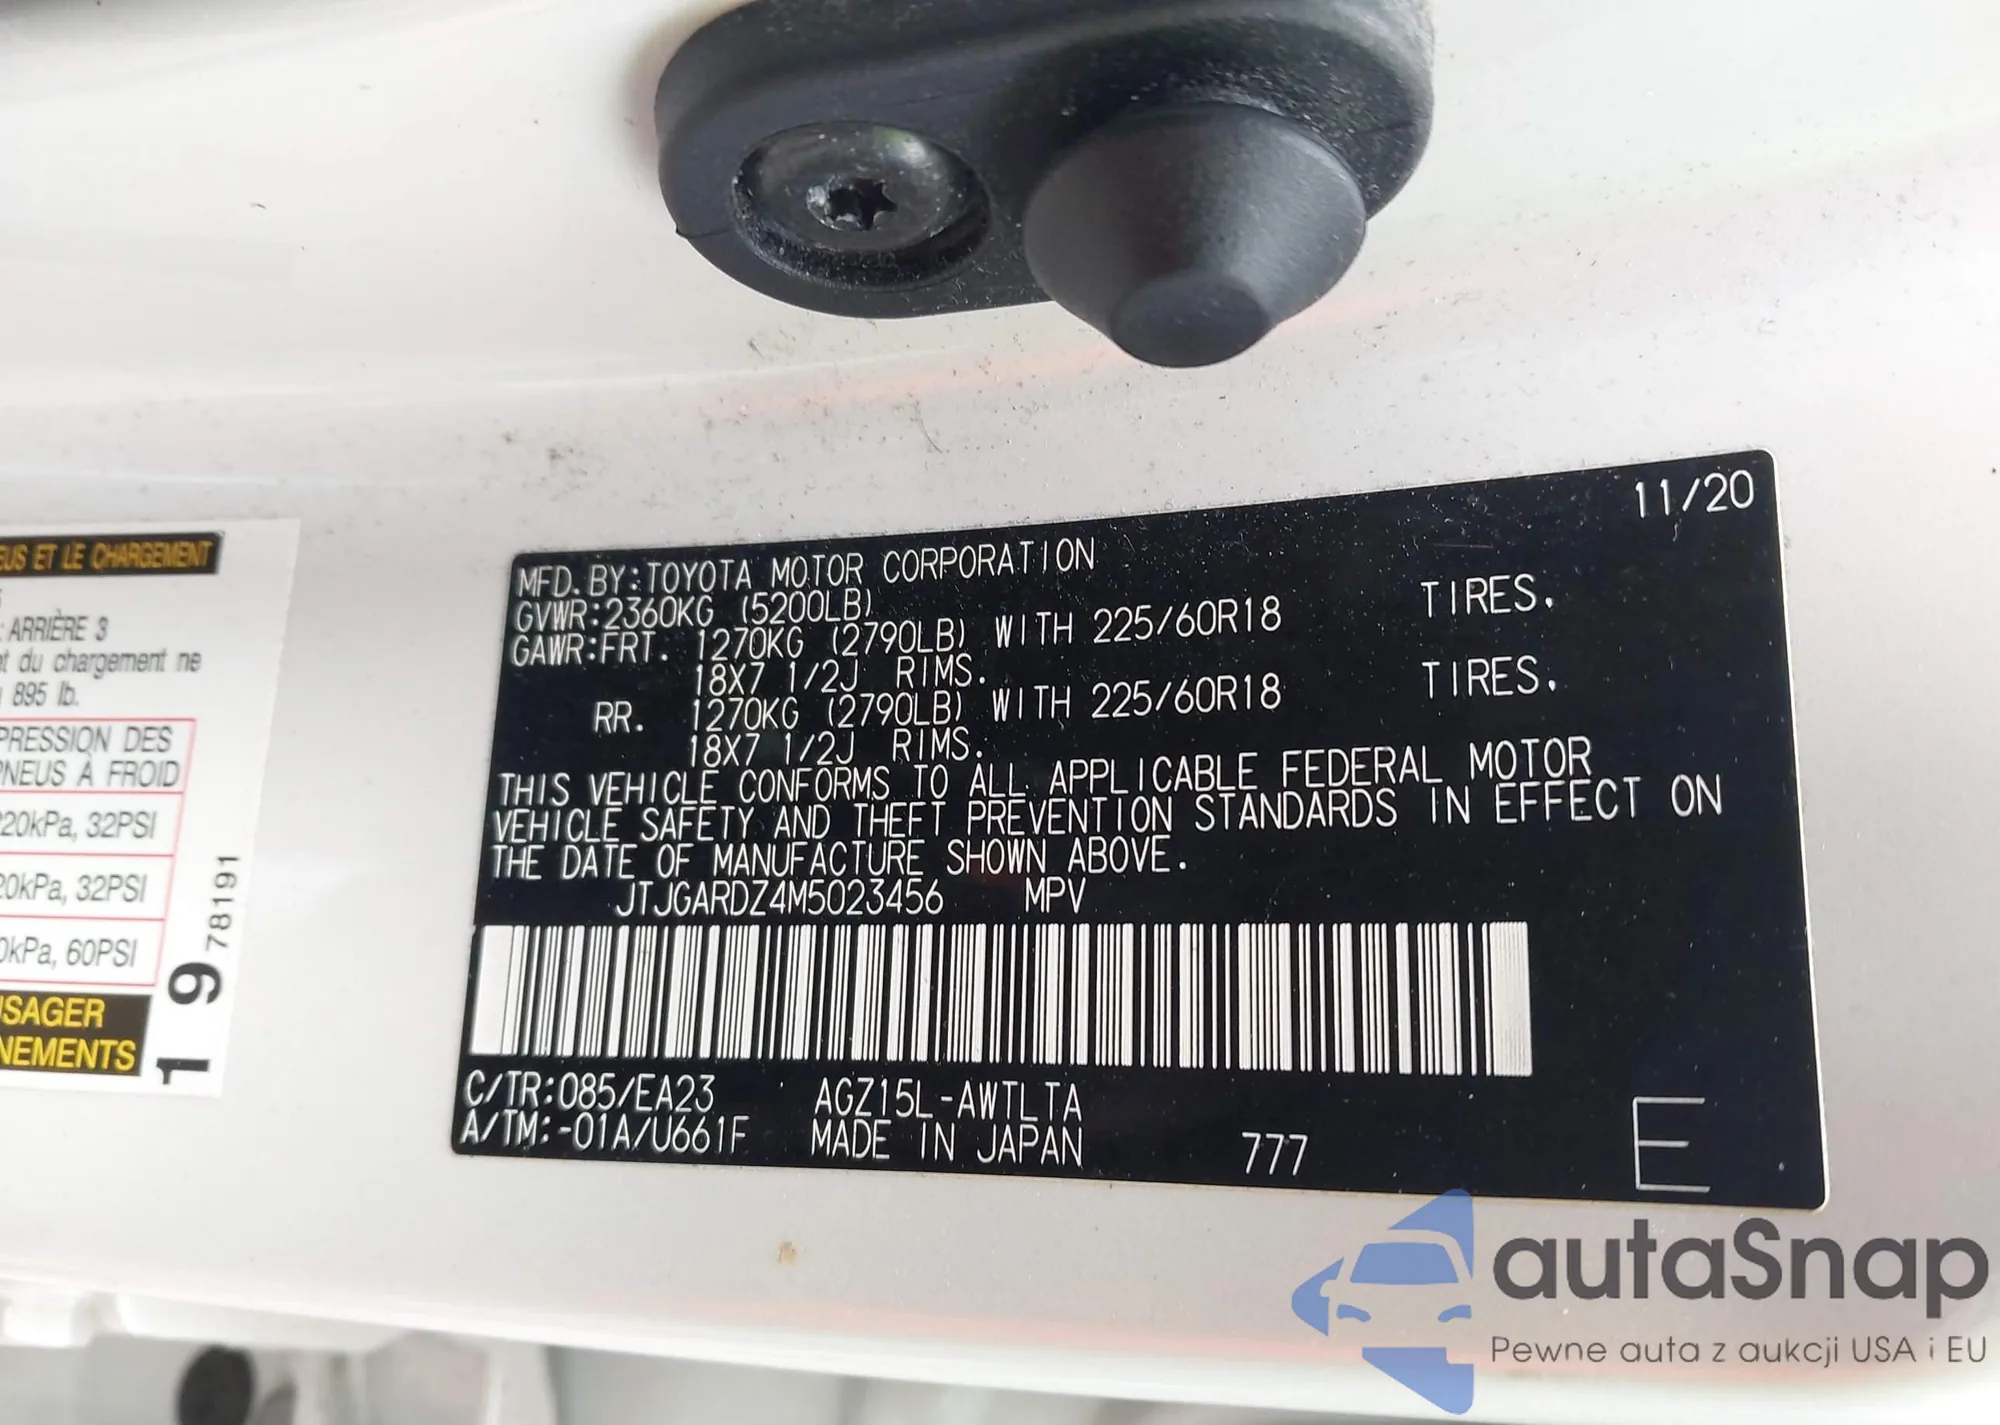 11/20
MFD. BY:TOYOTA MOTOR CORPORATION
GVWR:2360KG (5200LB)
GAWR:FRT. 1270KG (2790LB) WITH 225/60R18 TIRES.
18X7 1/2J RIMS.
RR. 1270KG (2790LB) WITH 225/60R18 TIRES.
18X7 1/2J RIMS.
THIS VEHICLE CONFORMS TO ALL APPLICABLE FEDERAL MOTOR
VEHICLE SAFETY AND THEFT PREVENTION STANDARDS IN EFFECT ON
THE DATE OF MANUFACTURE SHOWN ABOVE.
JTJGARDZ4M5023456 MPV
C/TR:085/EA23 AGZ15L-AWTLTA
A/TM:-01A/U661F MADE IN JAPAN 777 E
ET LE CHARGEMENT
: ARRIÈRE 3
du chargement ne
895 lb.
PRESSION DES
PNEUS À FROID
20kPa, 32PSI
20kPa, 32PSI
0kPa, 60PSI
1 9 78191
autaSnap
Pewne auta z aukcji USA i EU